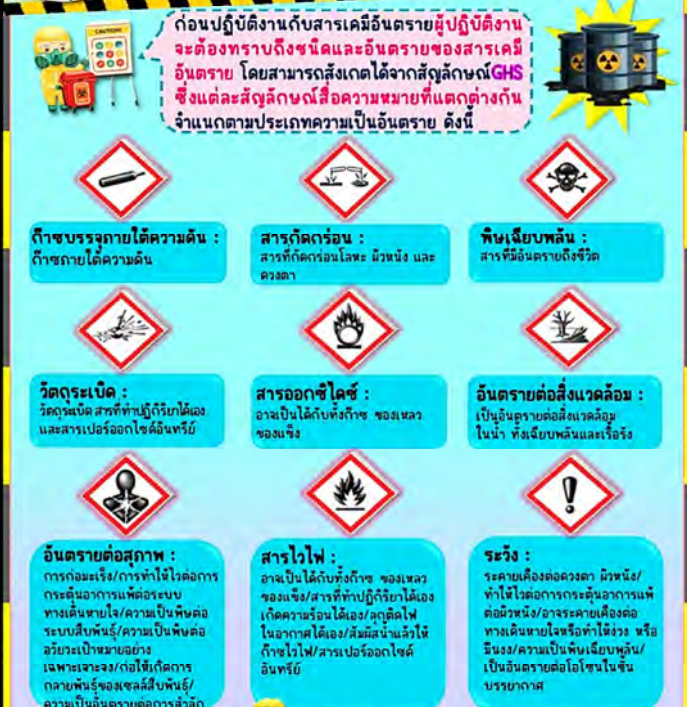 CAUTION!
ก่อนปฏิบัติงานกับสารเคมีอันตรายผู้ปฏิบัติงาน
จะต้องทราบถึงชนิดและอันตรายของสารเคมี
อันตราย โดยสามารถสังเกตได้จากสัญลักษณ์GHS
ซึ่งแต่ละสัญลักษณ์สื่อความหมายที่แตกต่างกัน
จำแนกตามประเภทความเป็นอันตราย ดังนี้
ก๊าซบรรจุภายใต้ความดัน :
ก๊าซภายใต้ความดัน
สารกัดกร่อน :
สารที่กัดกร่อนโลหะ ผิวหนัง และ
ดวงตา
พิษเฉียบพลัน :
สารที่มีอันตรายถึงชีวิต
วัตถุระเบิด :
วัตถุระเบิด สารที่ทำปฏิกิริยาได้เอง
และสารเปอร์ออกไซด์อินทรีย์
สารออกซิไดซ์ :
อาจเป็นได้กับทั้งก๊าซ ของเหลว
ของแข็ง
อันตรายต่อสิ่งแวดล้อม :
เป็นอันตรายต่อสิ่งแวดล้อม
ในน้ำ ทั้งเฉียบพลันและเรื้อรัง
อันตรายต่อสุภาพ :
การก่อมะเร็ง/การทำให้ไวต่อการ
กระตุ้นอาการแพ้ต่อระบบ
ทางเดินหายใจ/ความเป็นพิษต่อ
ระบบสืบพันธุ์/ความเป็นพิษต่อ
อวัยวะเป้าหมายอย่าง
เฉพาะเจาะจง/ก่อให้เกิดการ
กลายพันธุ์ของเซลล์สืบพันธุ์/
ความเป็นอันตรายต่อการสำลัก
สารไวไฟ :
อาจเป็นได้กับทั้งก๊าซ ของเหลว
ของแข็ง/สารที่ทำปฏิกิริยาได้เอง
เกิดความร้อนได้เอง/ลุกติดไฟ
ในอากาศได้เอง/สัมผัสน้ำแล้วให้
ก๊าซไวไฟ/สารเปอร์ออกไซด์
อินทรีย์
ระวัง :
ระคายเคืองต่อดวงตา ผิวหนัง/
ทำให้ไวต่อการกระตุ้นอาการแพ้
ต่อผิวหนัง/อาจระคายเคืองต่อ
ทางเดินหายใจหรือทำให้ง่วง หรือ
มึนงง/ความเป็นพิษเฉียบพลัน/
เป็นอันตรายต่อโอโซนในชั้น
บรรยากาศ